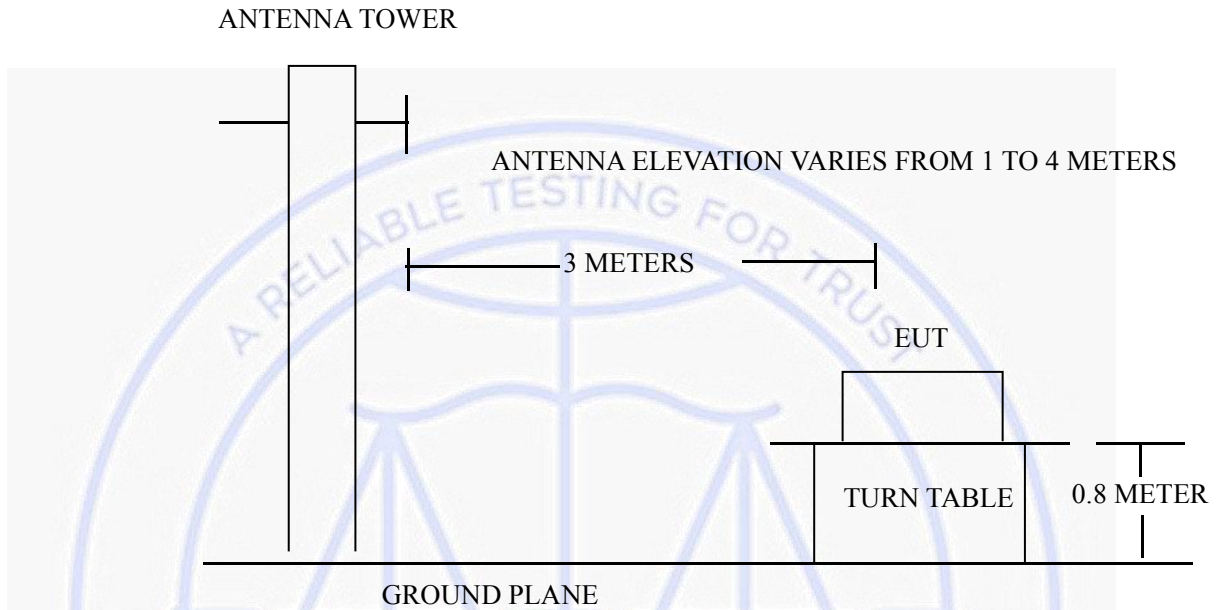 ANTENNA TOWER
ANTENNA ELEVATION VARIES FROM 1 TO 4 METERS
A RELIABLE TESTING FOR TRUST
3 METERS
EUT
TURN TABLE
0.8 METER
GROUND PLANE